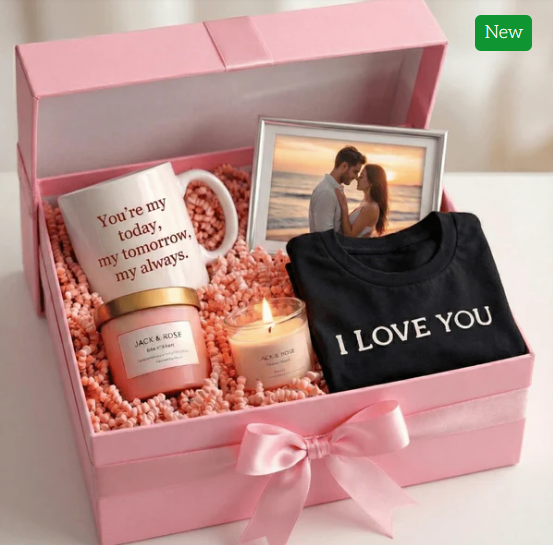 New
You're my
today,
my tomorrow,
my always.
I LOVE YOU
JACK & ROSE
JACK & ROSE